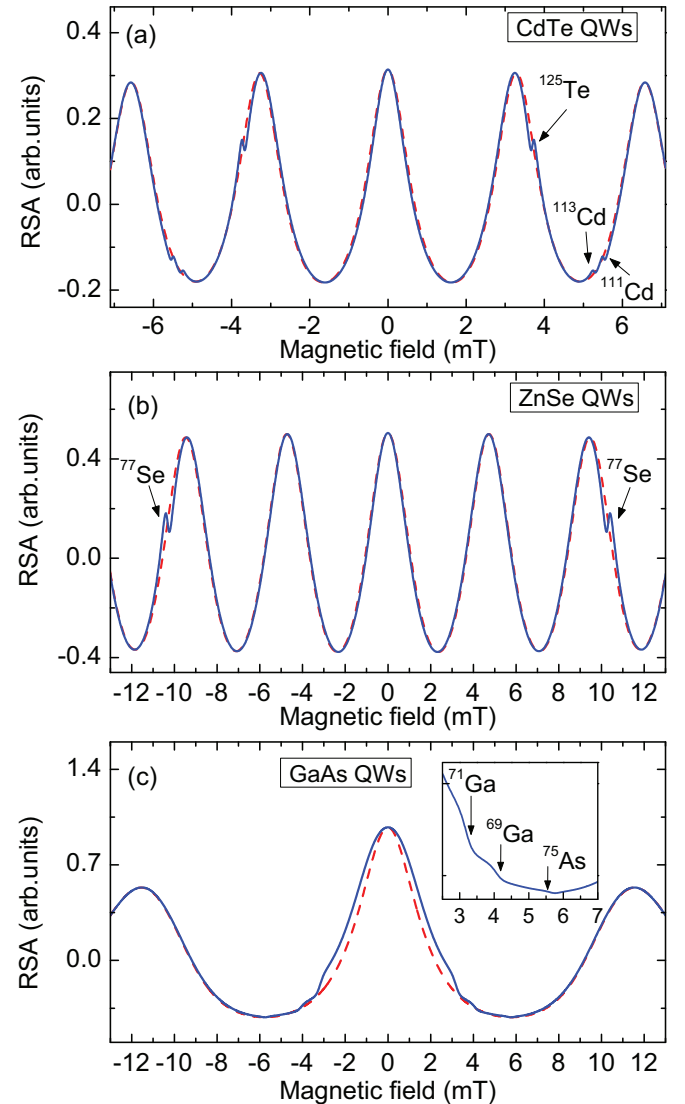 (a)
CdTe QWs
RSA (arb.units)
0.4
0.2
0.0
-0.2
¹²⁵Te
¹¹³Cd
¹¹¹Cd
-6 -4 -2 0 2 4 6
Magnetic field (mT)
(b)
ZnSe QWs
RSA (arb.units)
0.4
0.0
-0.4
⁷⁷Se
⁷⁷Se
-12 -10 -8 -6 -4 -2 0 2 4 6 8 10 12
Magnetic field (mT)
(c)
GaAs QWs
RSA (arb.units)
1.4
0.7
0.0
⁷¹Ga
⁶⁹Ga
⁷⁵As
3 4 5 6 7
-12 -10 -8 -6 -4 -2 0 2 4 6 8 10 12
Magnetic field (mT)